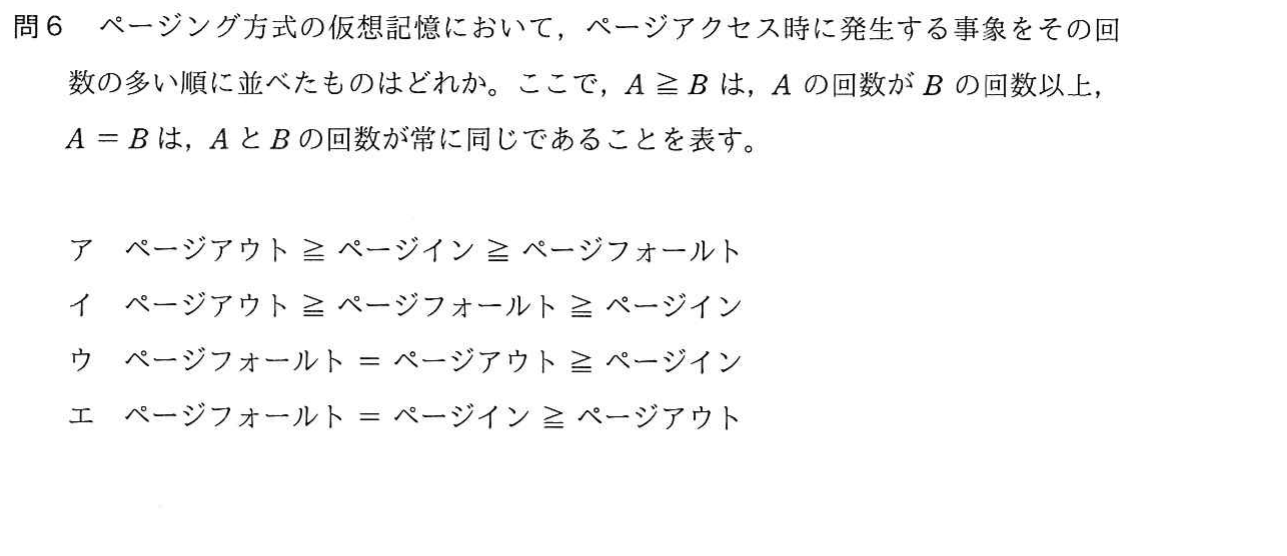 問6 ページング方式の仮想記憶において，ページアクセス時に発生する事象をその回
数の多い順に並べたものはどれか。ここで，A ≧ B は，A の回数が B の回数以上，
A ＝ B は，A と B の回数が常に同じであることを表す。
ア ページアウト ≧ ページイン ≧ ページフォールト
イ ページアウト ≧ ページフォールト ≧ ページイン
ウ ページフォールト ＝ ページアウト ≧ ページイン
エ ページフォールト ＝ ページイン ≧ ページアウト